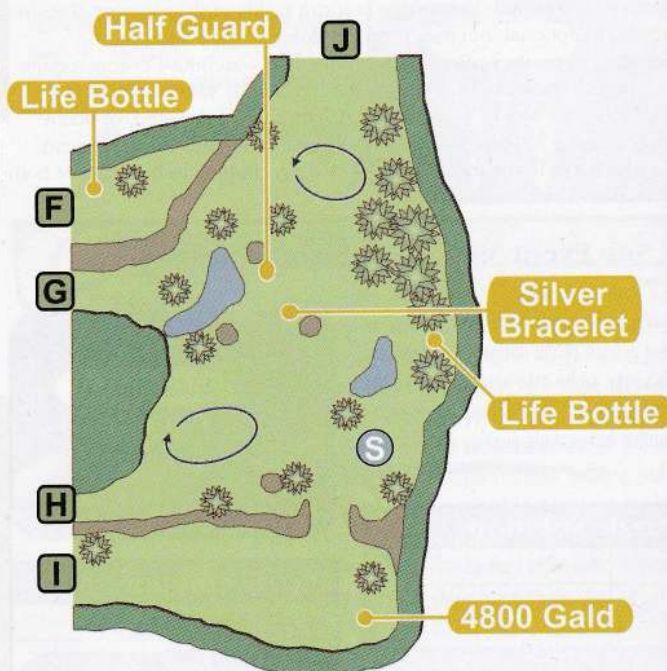 Half Guard
J
Life Bottle
F
G
Silver
Bracelet
Life Bottle
S
H
I
4800 Gald